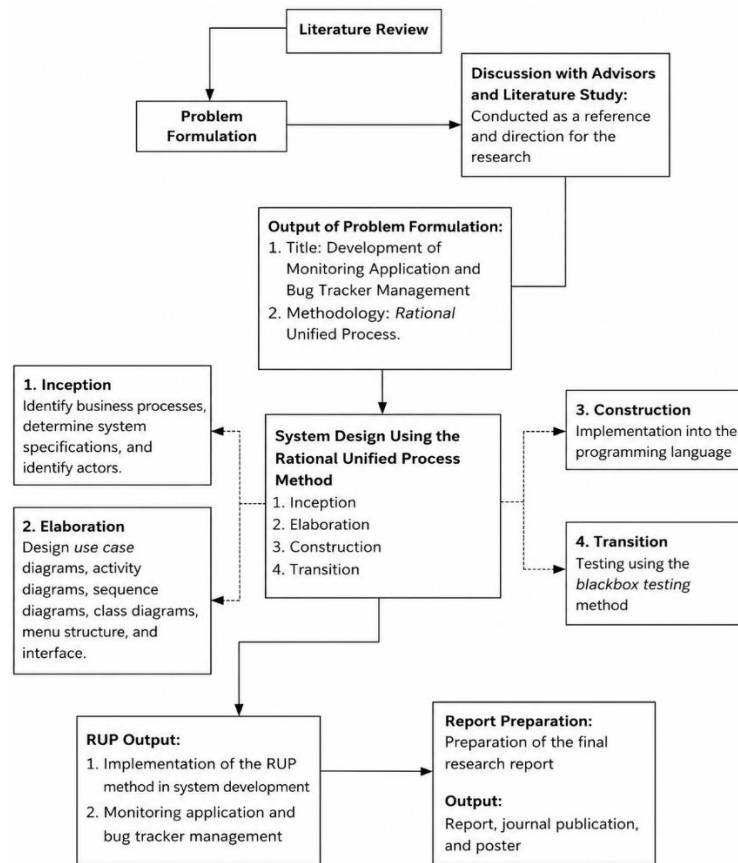 Literature Review
Problem
Formulation
Discussion with Advisors
and Literature Study:
Conducted as a reference
and direction for the
research
Output of Problem Formulation:
1. Title: Development of
Monitoring Application and
Bug Tracker Management
2. Methodology: Rational
Unified Process.
1. Inception
Identify business processes,
determine system
specifications, and
identify actors.
2. Elaboration
Design use case
diagrams, activity
diagrams, sequence
diagrams, class diagrams,
menu structure, and
interface.
System Design Using the
Rational Unified Process
Method
1. Inception
2. Elaboration
3. Construction
4. Transition
3. Construction
Implementation into the
programming language
4. Transition
Testing using the
blackbox testing
method
RUP Output:
1. Implementation of the RUP
method in system development
2. Monitoring application and
bug tracker management
Report Preparation:
Preparation of the final
research report
Output:
Report, journal publication,
and poster